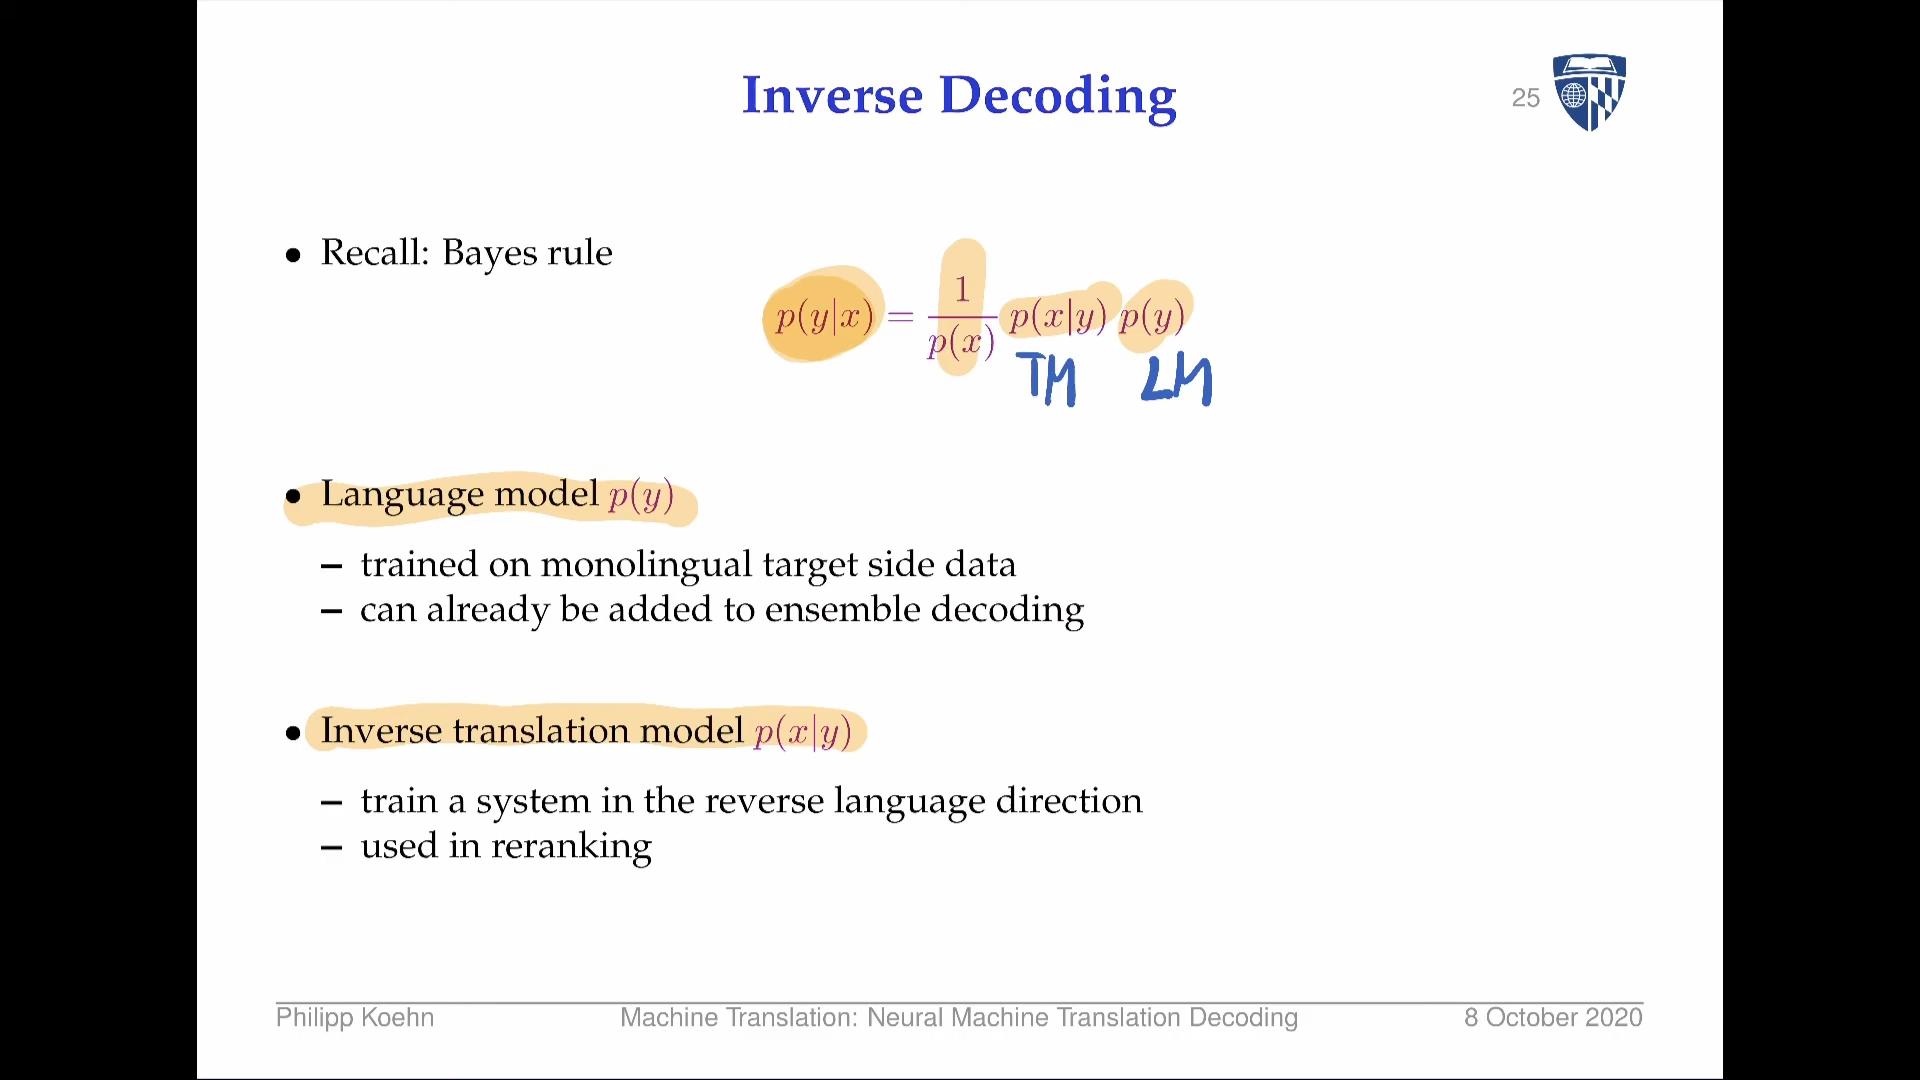 Inverse Decoding
25
• Recall: Bayes rule
p(y|x) = \frac{1}{p(x)} p(x|y) p(y)
TM LM
• Language model p(y)
– trained on monolingual target side data
– can already be added to ensemble decoding
• Inverse translation model p(x|y)
– train a system in the reverse language direction
– used in reranking
Philipp Koehn Machine Translation: Neural Machine Translation Decoding 8 October 2020